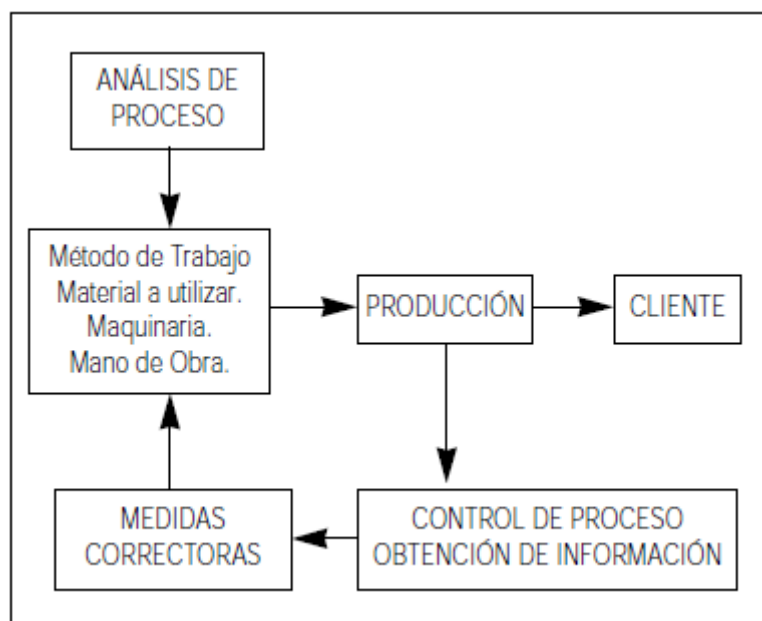 ANÁLISIS DE
PROCESO
Método de Trabajo
Material a utilizar.
Maquinaria.
Mano de Obra.
PRODUCCIÓN
CLIENTE
MEDIDAS
CORRECTORAS
CONTROL DE PROCESO
OBTENCIÓN DE INFORMACIÓN